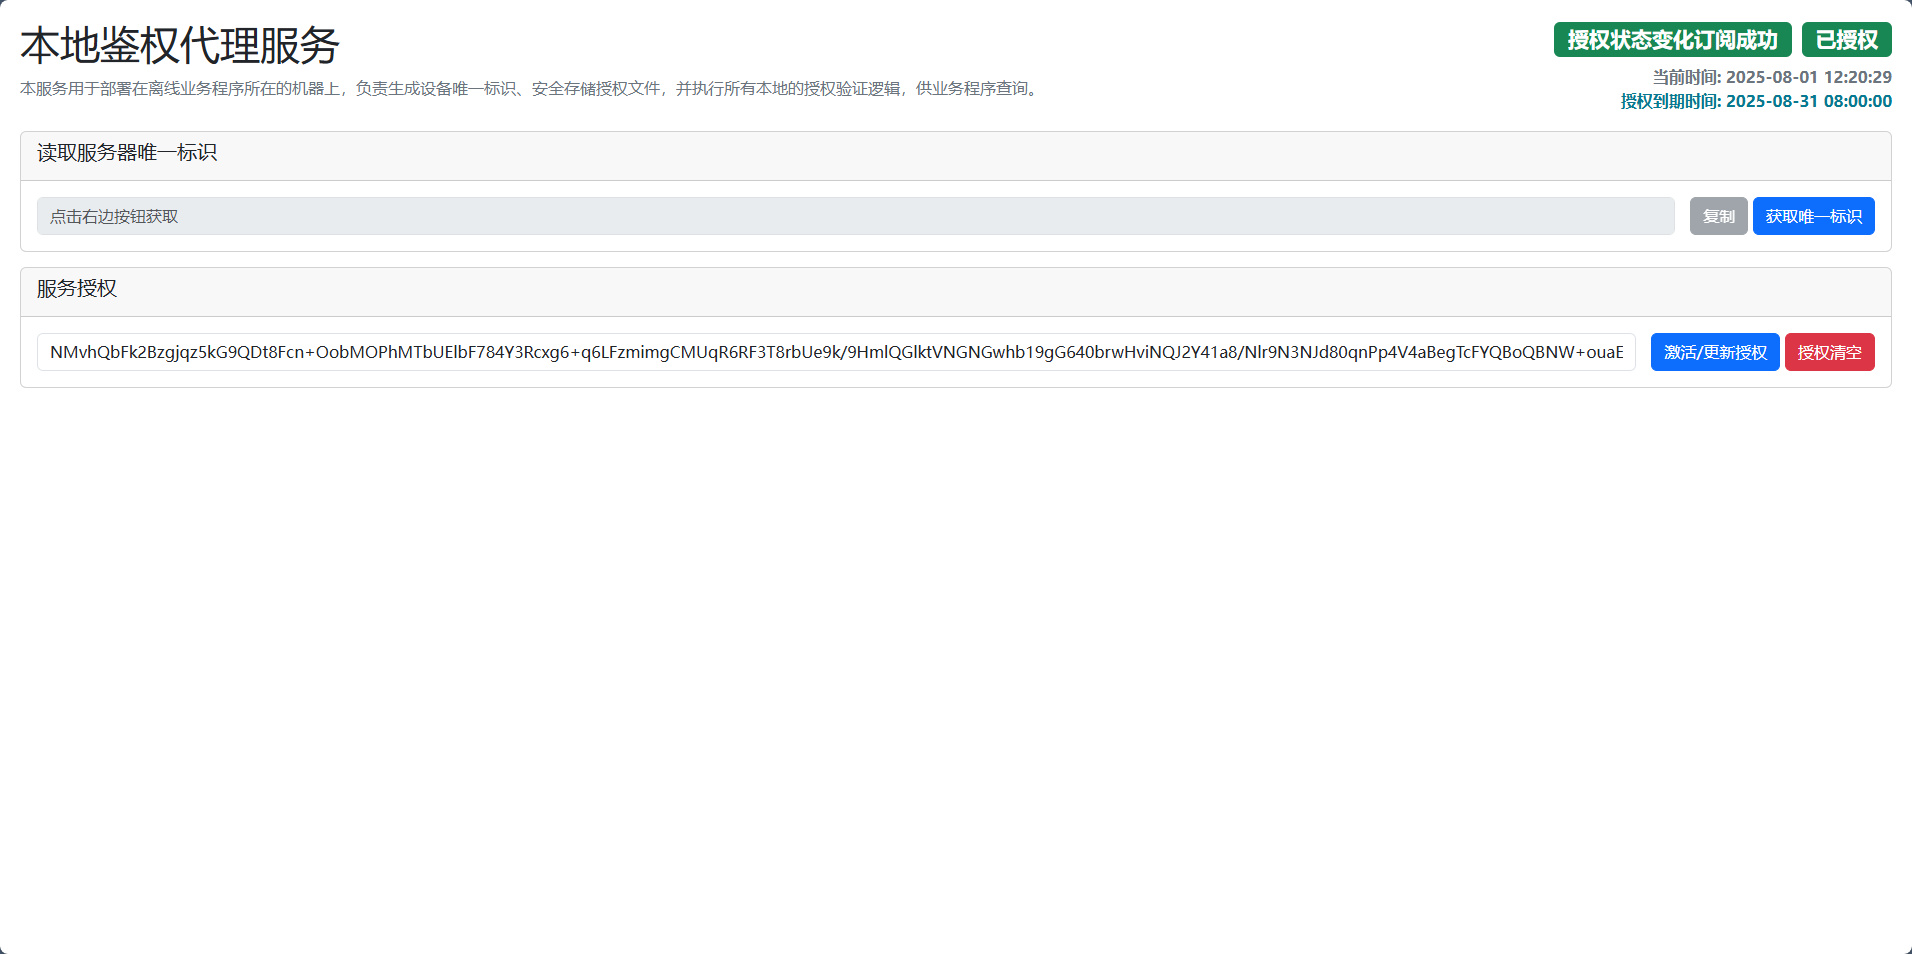 本地鉴权代理服务
授权状态变化订阅成功 已授权
本服务用于部署在离线业务程序所在的机器上，负责生成设备唯一标识、安全存储授权文件，并执行所有本地的授权验证逻辑，供业务程序查询。
当前时间: 2025-08-01 12:20:29
授权到期时间: 2025-08-31 08:00:00
读取服务器唯一标识
点击右边按钮获取 复制 获取唯一标识
服务授权
NMvhQbFk2Bzgjqz5kG9QDt8Fcn+OobMOPhMTbUElbF784Y3Rcxg6+q6LFzmimgCMUqR6RF3T8rbUe9k/9HmlQGlktVNGNGwhb19gG640brwHviNQJ2Y41a8/Nlr9N3NJd80qnPp4V4aBegTcFYQBoQBNW+ouaE 激活/更新授权 授权清空